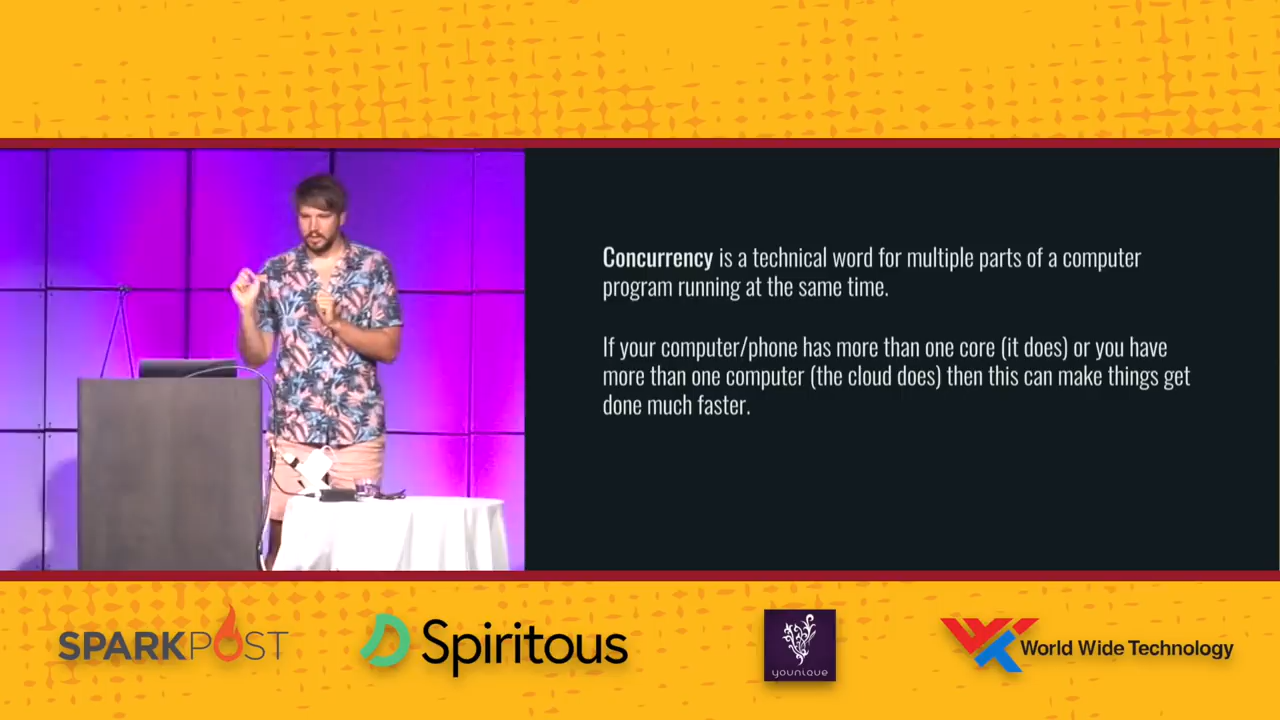 Concurrency is a technical word for multiple parts of a computer
program running at the same time.
If your computer/phone has more than one core (it does) or you have
more than one computer (the cloud does) then this can make things get
done much faster.
SPARKPOST
Spiritous
younique
World Wide Technology